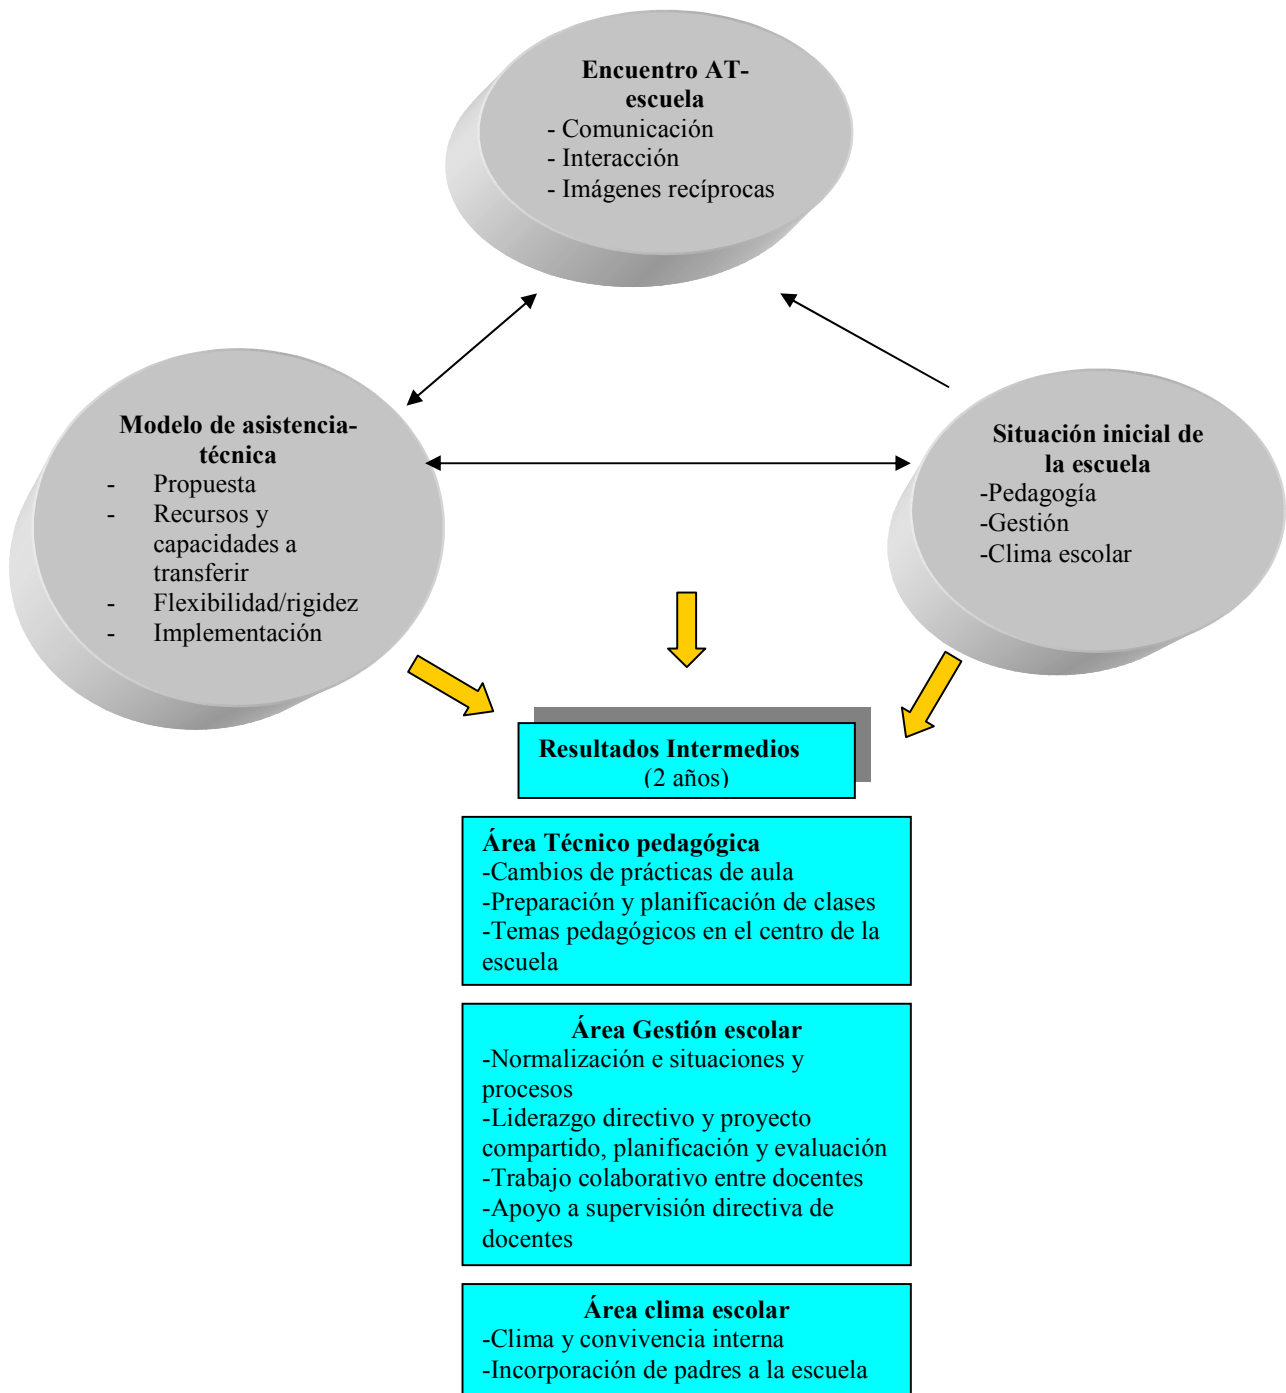 Encuentro AT-
escuela
- Comunicación
- Interacción
- Imágenes recíprocas
Modelo de asistencia-
técnica
- Propuesta
- Recursos y
capacidades a
transferir
- Flexibilidad/rigidez
- Implementación
Situación inicial de
la escuela
-Pedagogía
-Gestión
-Clima escolar
Resultados Intermedios
(2 años)
Área Técnico pedagógica
-Cambios de prácticas de aula
-Preparación y planificación de clases
-Temas pedagógicos en el centro de la
escuela
Área Gestión escolar
-Normalización e situaciones y
procesos
-Liderazgo directivo y proyecto
compartido, planificación y evaluación
-Trabajo colaborativo entre docentes
-Apoyo a supervisión directiva de
docentes
Área clima escolar
-Clima y convivencia interna
-Incorporación de padres a la escuela